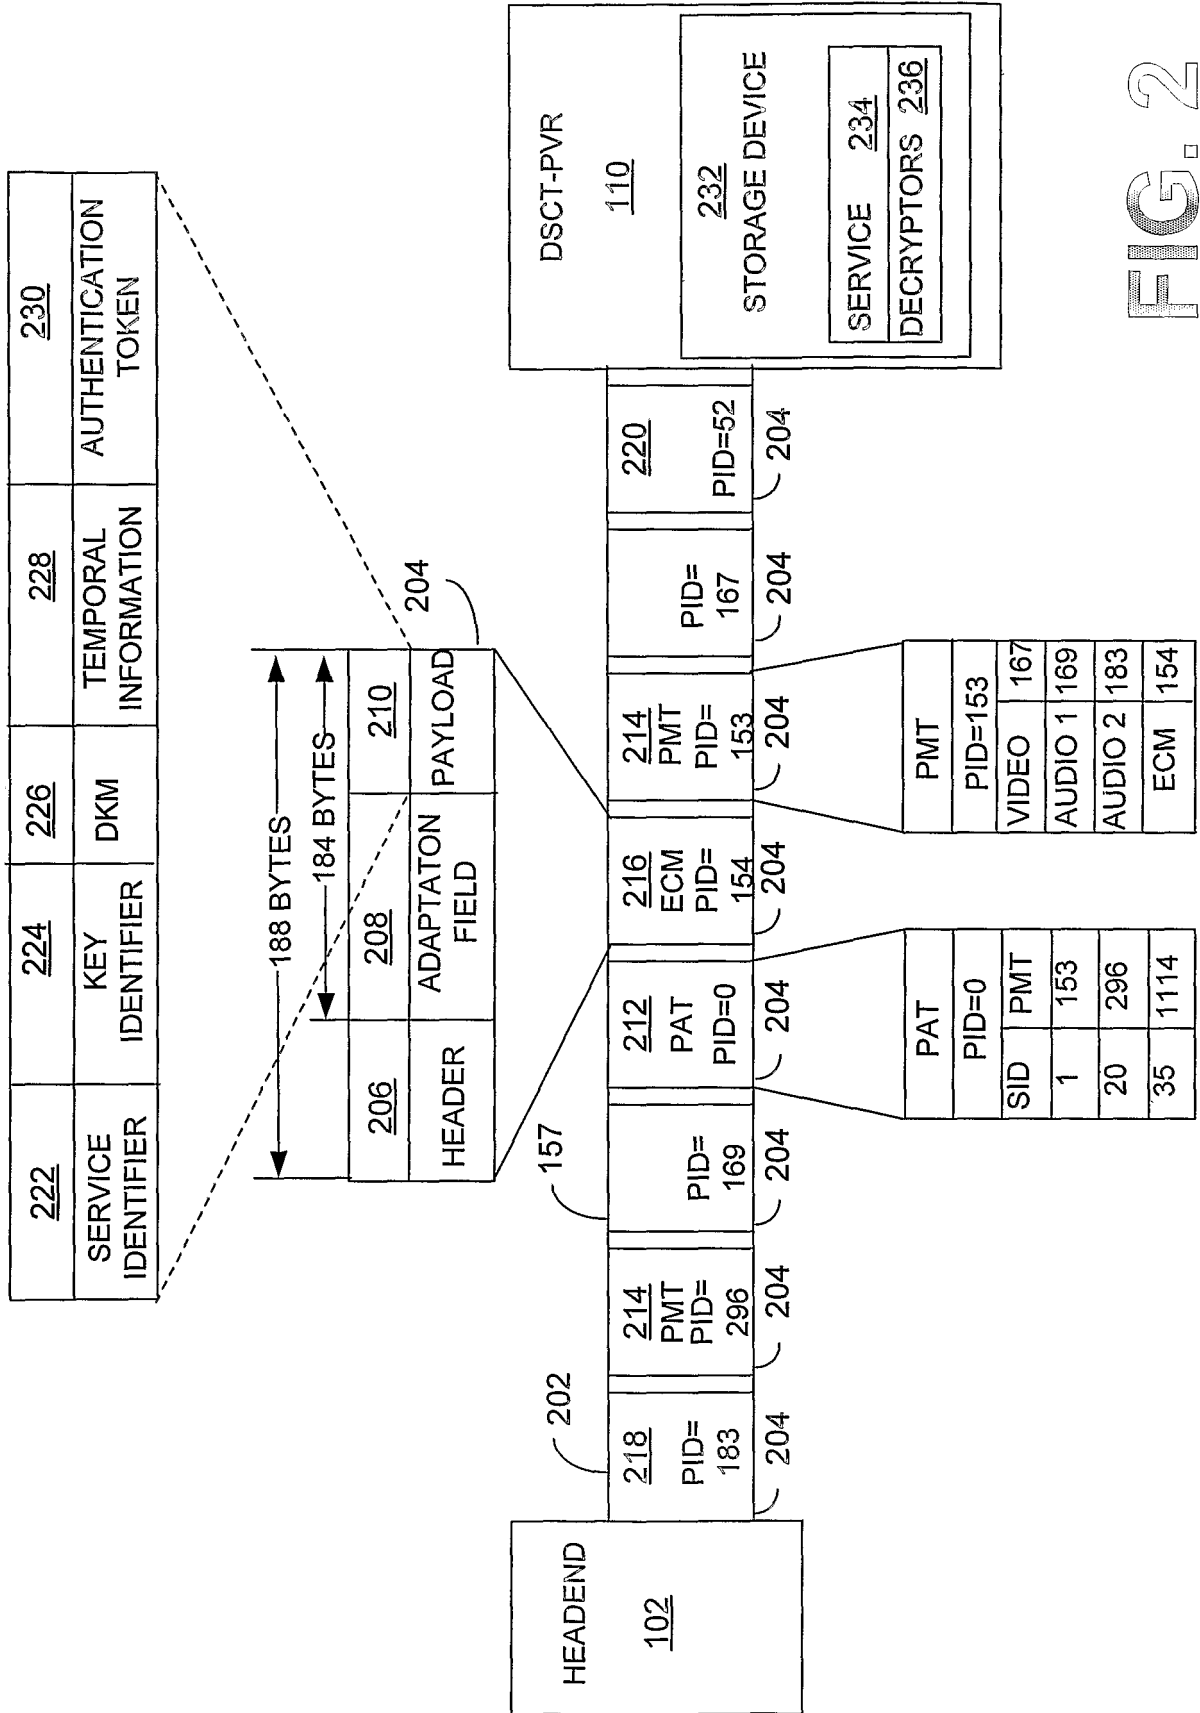 222
224
226
228
230
SERVICE
IDENTIFIER
KEY
IDENTIFIER
DKM
TEMPORAL
INFORMATION
AUTHENTICATION
TOKEN
188 BYTES
184 BYTES
206
208
210
HEADER
ADAPTATON
FIELD
PAYLOAD
204
HEADEND
102
202
157
218
PID=
183
204
214
PMT
PID=
296
204
PID=
169
204
212
PAT
PID=0
204
216
ECM
PID=
154
204
214
PMT
PID=
153
204
PID=
167
204
220
PID=52
204
DSCT-PVR
110
232
STORAGE DEVICE
SERVICE 234
DECRYPTORS 236
PAT
PID=0
SID PMT
1 153
20 296
35 1114
PMT
PID=153
VIDEO 167
AUDIO 1 169
AUDIO 2 183
ECM 154
FIG. 2